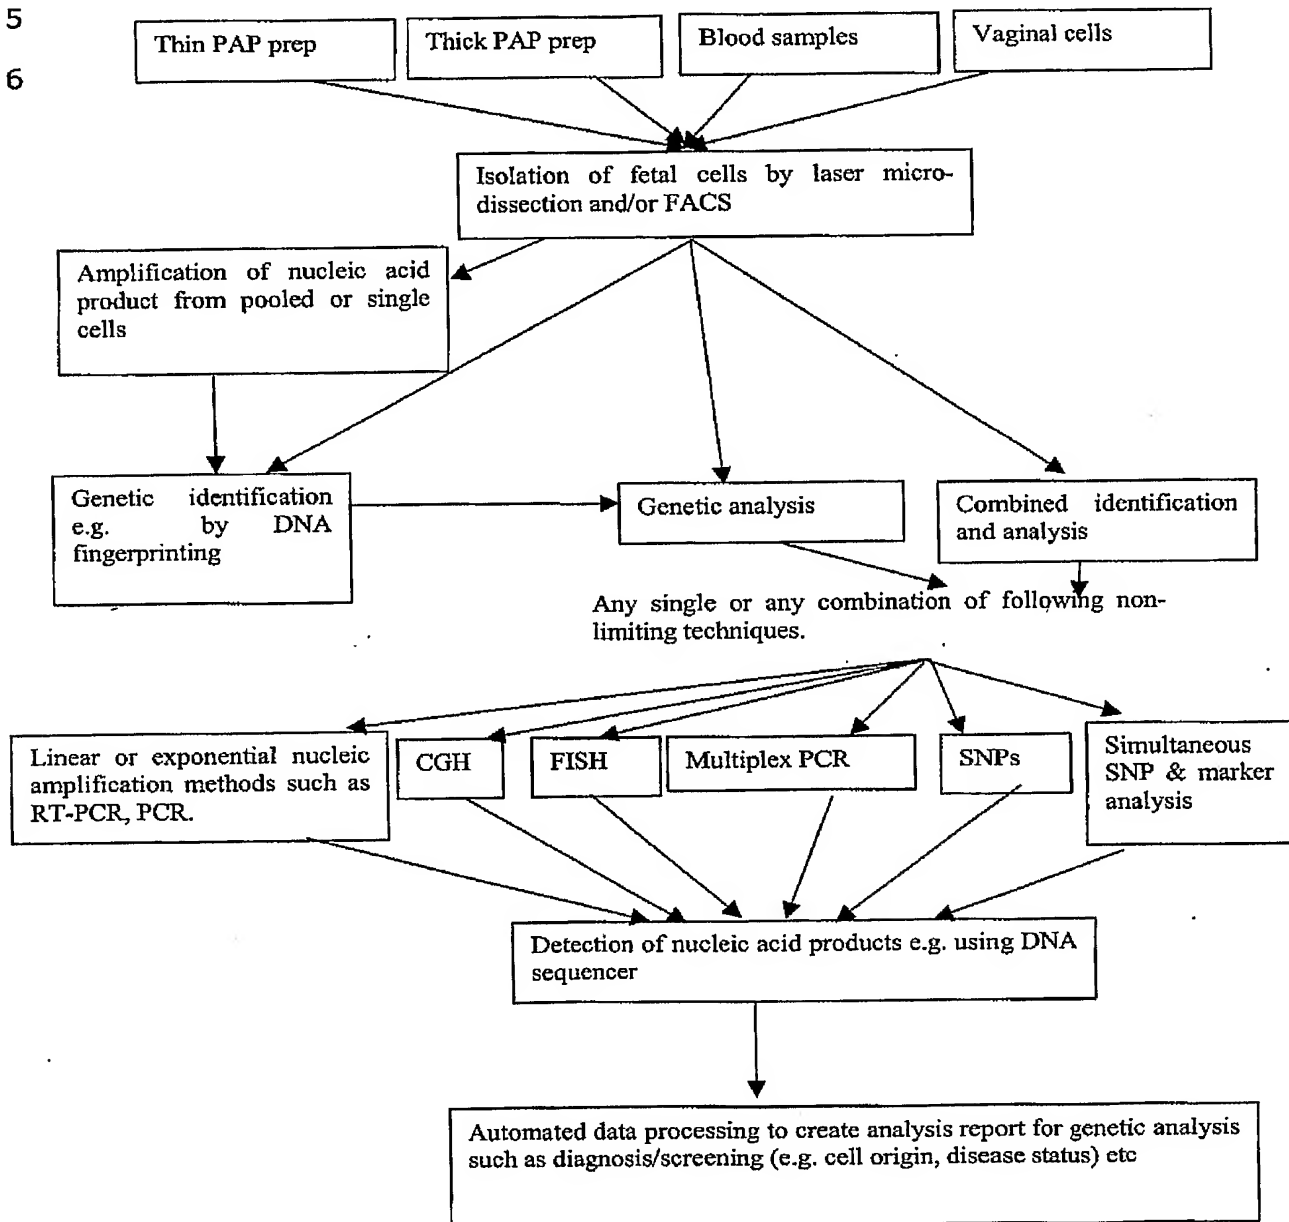 5
Thin PAP prep
Thick PAP prep
Blood samples
Vaginal cells
6
Isolation of fetal cells by laser micro-
dissection and/or FACS
Amplification of nucleic acid
product from pooled or single
cells
Genetic identification
e.g. by DNA
fingerprinting
Genetic analysis
Combined identification
and analysis
Any single or any combination of following non-
limiting techniques.
Linear or exponential nucleic
amplification methods such as
RT-PCR, PCR.
CGH
FISH
Multiplex PCR
SNPs
Simultaneous
SNP & marker
analysis
Detection of nucleic acid products e.g. using DNA
sequencer
Automated data processing to create analysis report for genetic analysis
such as diagnosis/screening (e.g. cell origin, disease status) etc